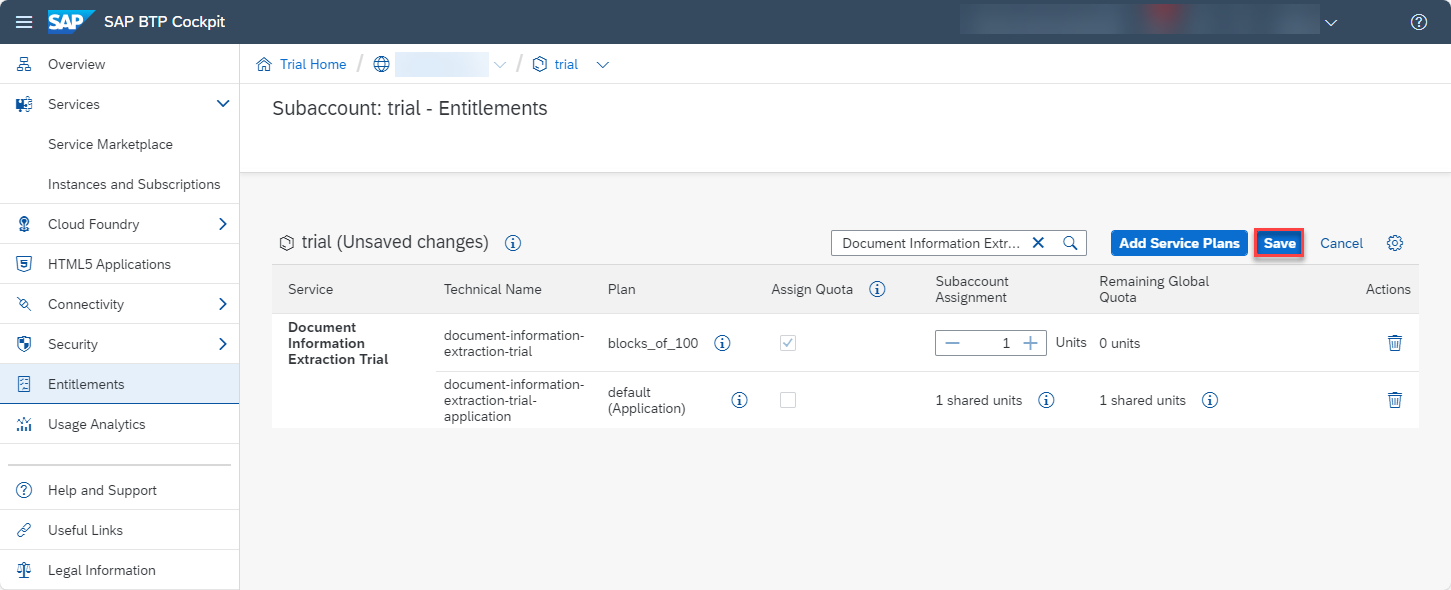 SAP SAP BTP Cockpit
Overview
Services
Service Marketplace
Instances and Subscriptions
Cloud Foundry
HTML5 Applications
Connectivity
Security
Entitlements
Usage Analytics
Help and Support
Useful Links
Legal Information
Trial Home / / trial
Subaccount: trial - Entitlements
trial (Unsaved changes)
Document Information Extr...
Add Service Plans
Save
Cancel
Service
Technical Name
Plan
Assign Quota
Subaccount
Assignment
Remaining Global
Quota
Actions
Document
Information
Extraction Trial
document-information-
extraction-trial
blocks_of_100
1
Units
0 units
document-information-
extraction-trial-
application
default
(Application)
1 shared units
1 shared units